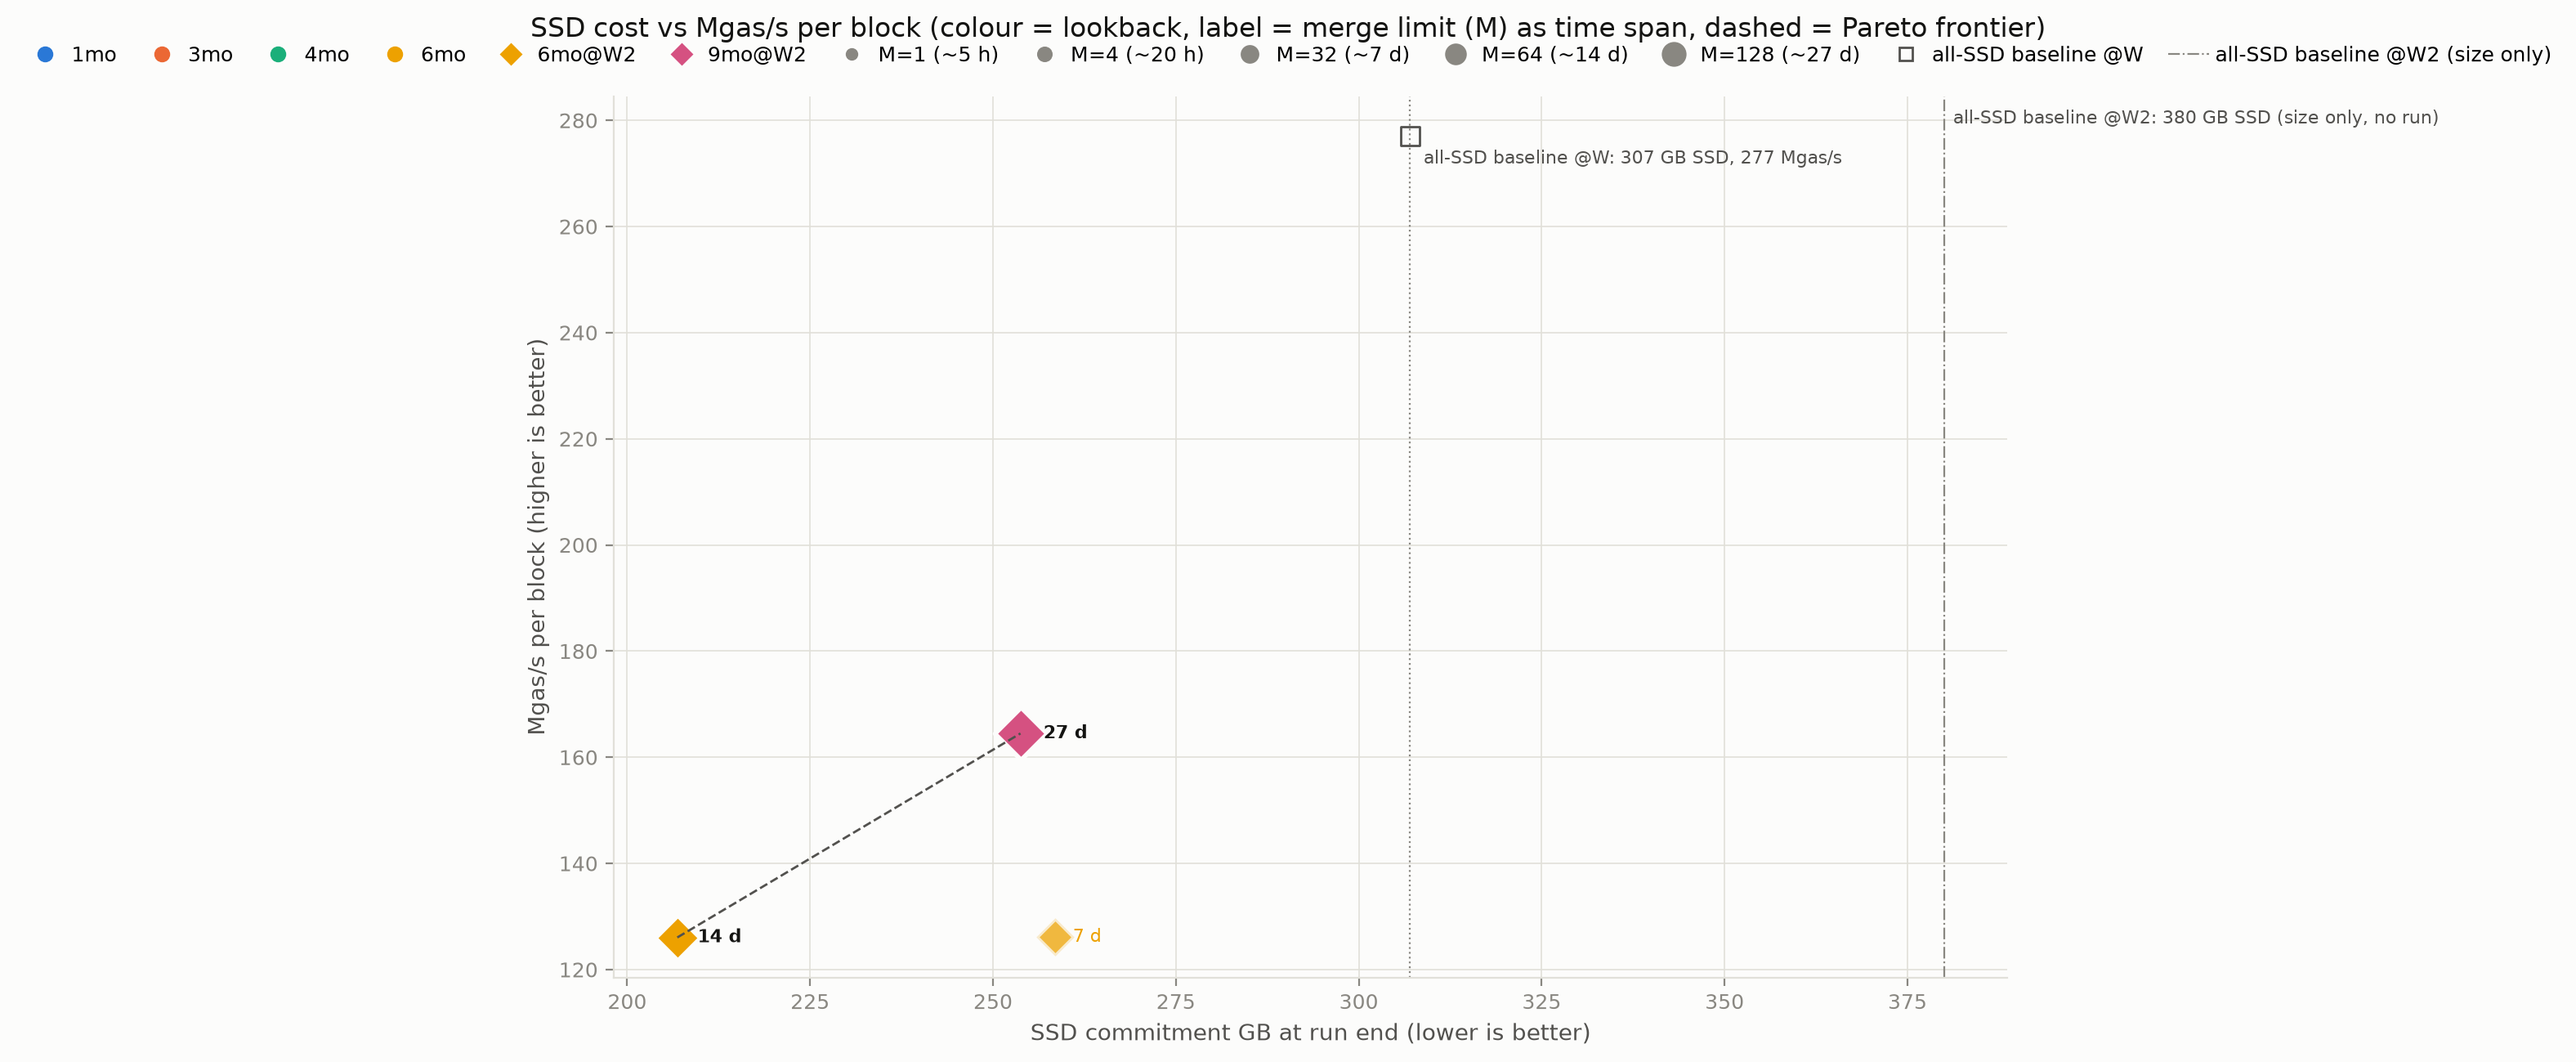 SSD cost vs Mgas/s per block (colour = lookback, label = merge limit (M) as time span, dashed = Pareto frontier)
1mo 3mo 4mo 6mo 6mo@W2 9mo@W2 M=1 (~5 h) M=4 (~20 h) M=32 (~7 d) M=64 (~14 d) M=128 (~27 d) all-SSD baseline @W all-SSD baseline @W2 (size only)
all-SSD baseline @W2: 380 GB SSD (size only, no run)
all-SSD baseline @W: 307 GB SSD, 277 Mgas/s
Mgas/s per block (higher is better)
280
260
240
220
200
180
160
140
120
27 d
14 d
7 d
200 225 250 275 300 325 350 375
SSD commitment GB at run end (lower is better)